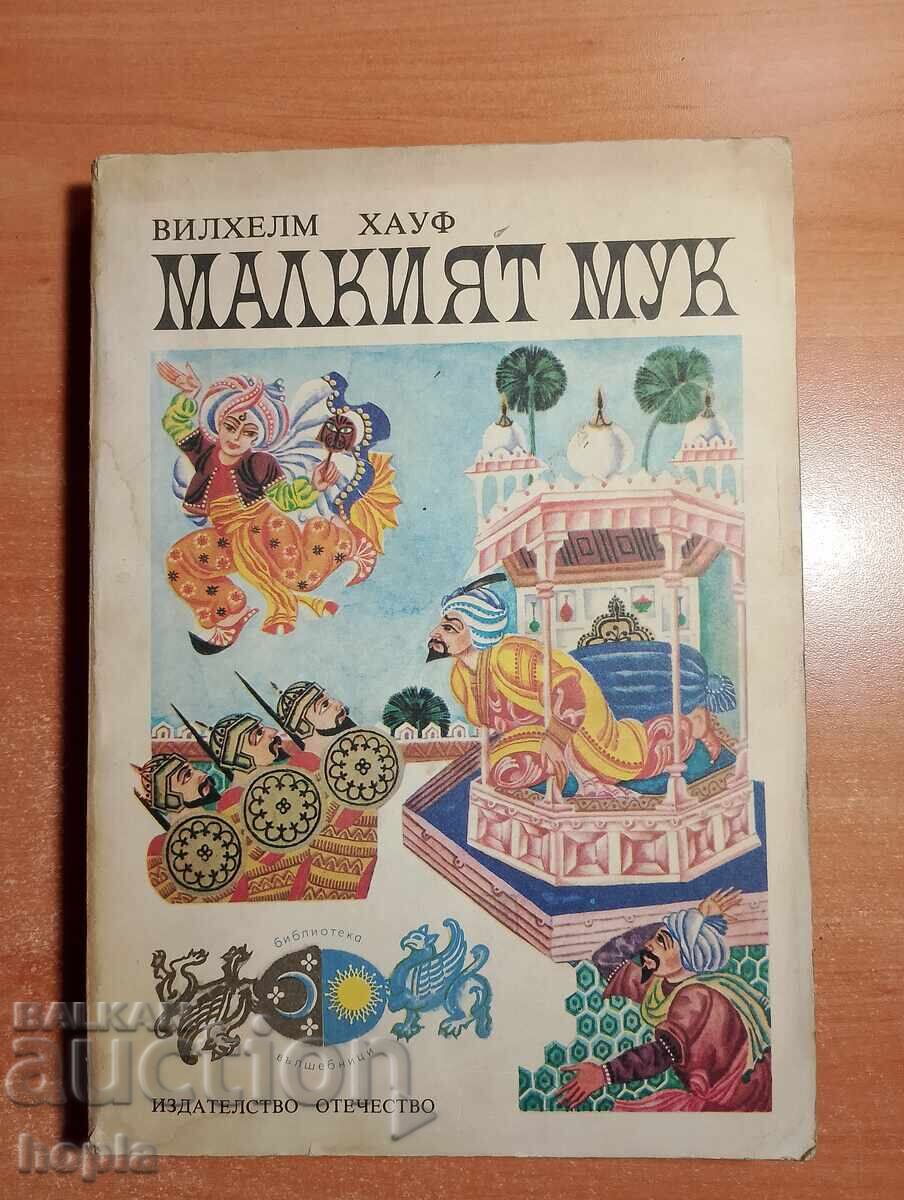 ВИЛХЕЛМ ХАУФ
МАЛКИЯТ МУК
библиотека
вълшебници
ИЗДАТЕЛСТВО ОТЕЧЕСТВО
BALKAN
auction
hopla